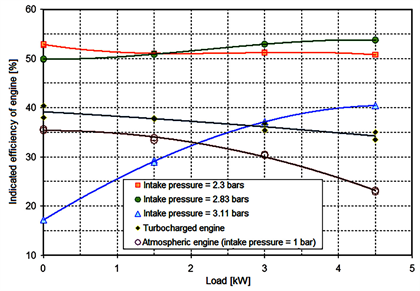 Indicated efficiency of engine [%]
60
50
40
30
20
10
Intake pressure = 2.3 bars
Intake pressure = 2.83 bars
Intake pressure = 3.11 bars
Turbocharged engine
Atmospheric engine (intake pressure = 1 bar)
0
1
2
3
4
5
Load [kW]